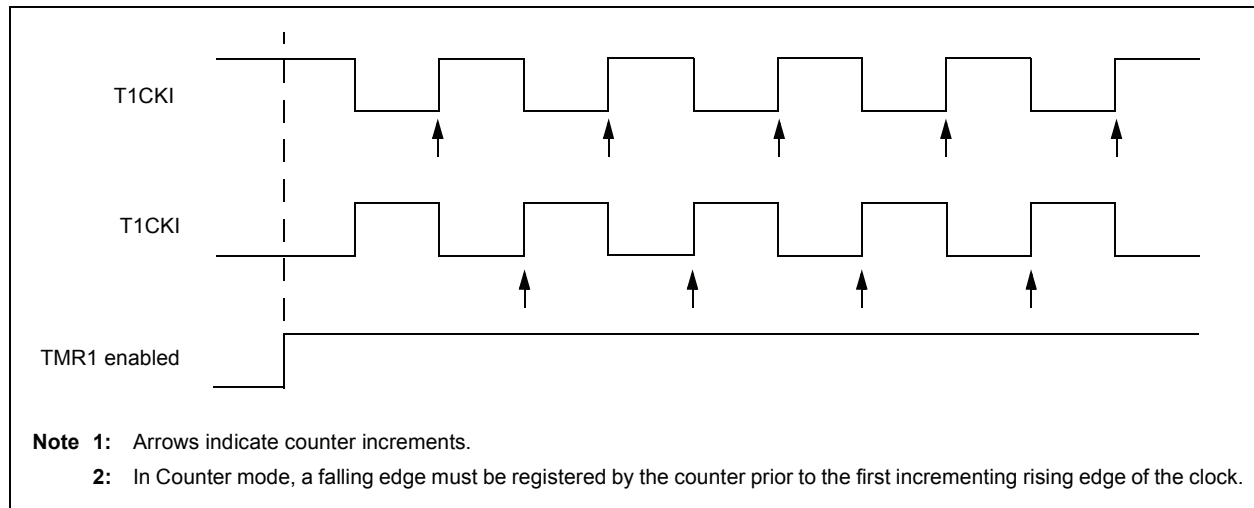 T1CKI
T1CKI
TMR1 enabled
Note 1: Arrows indicate counter increments.
2: In Counter mode, a falling edge must be registered by the counter prior to the first incrementing rising edge of the clock.